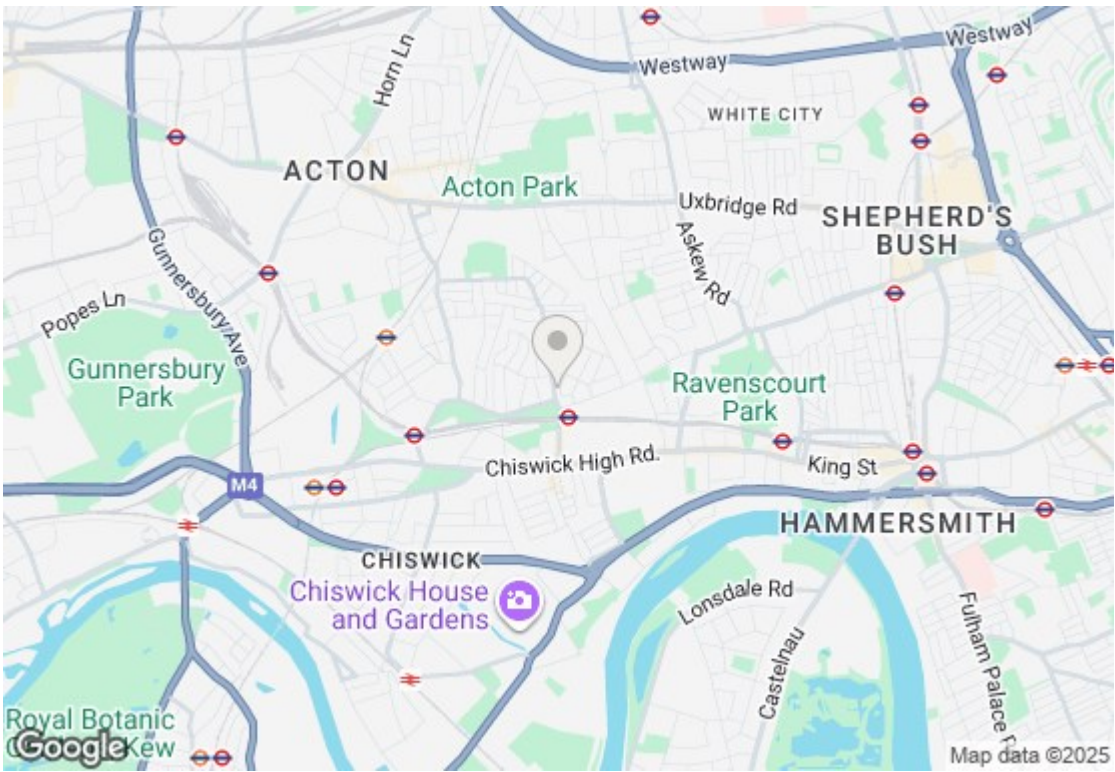 Westway
Westway
Horn Ln
WHITE CITY
ACTON
Acton Park
Uxbridge Rd
SHEPHERD'S
BUSH
Askew Rd
Gunnersbury Ave
Popes Ln
Gunnersbury
Park
Ravenscourt
Park
Chiswick High Rd.
King St
M4
HAMMERSMITH
CHISWICK
Chiswick House
and Gardens
Lonsdale Rd
Castelnau
Fulham Palace
Royal Botanic
Kew
Google
Map data ©2025